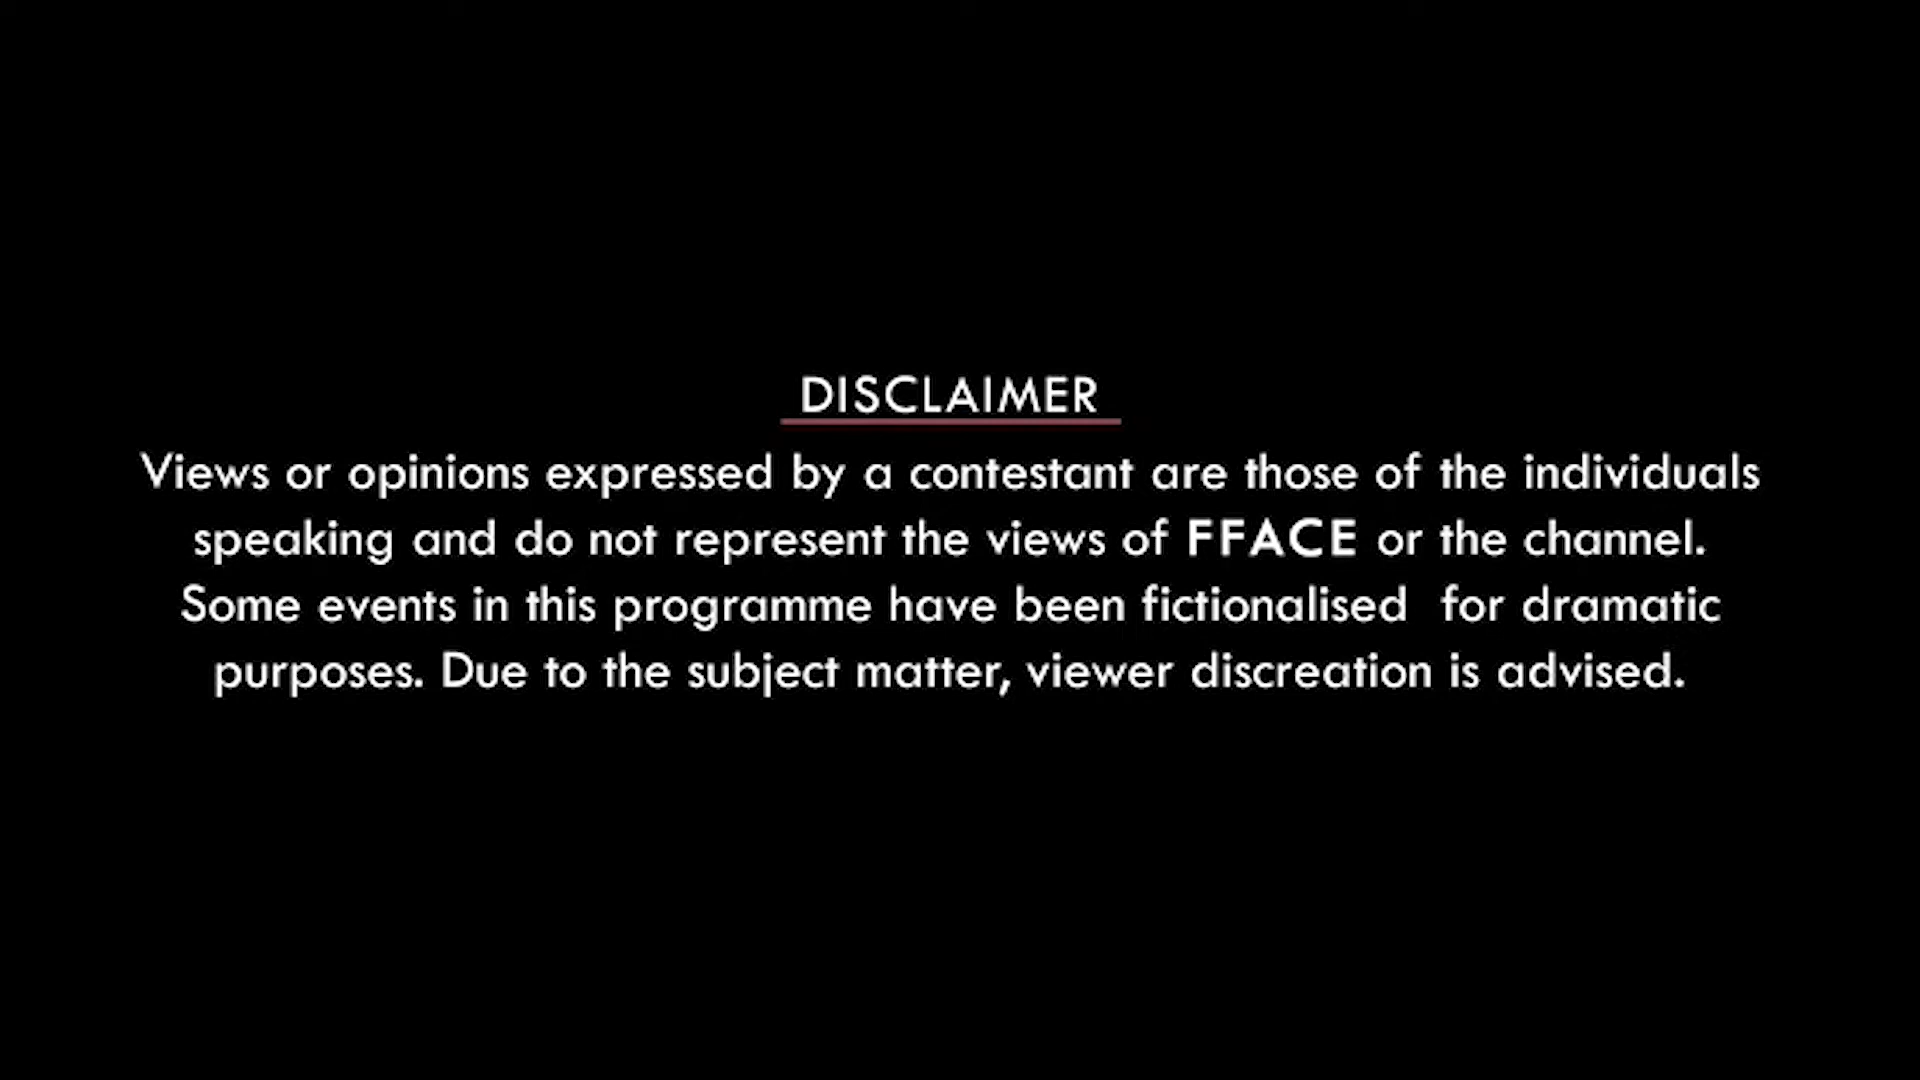 DISCLAIMER
Views or opinions expressed by a contestant are those of the individuals
speaking and do not represent the views of FFACE or the channel.
Some events in this programme have been fictionalised  for dramatic
purposes. Due to the subject matter, viewer discreation is advised.